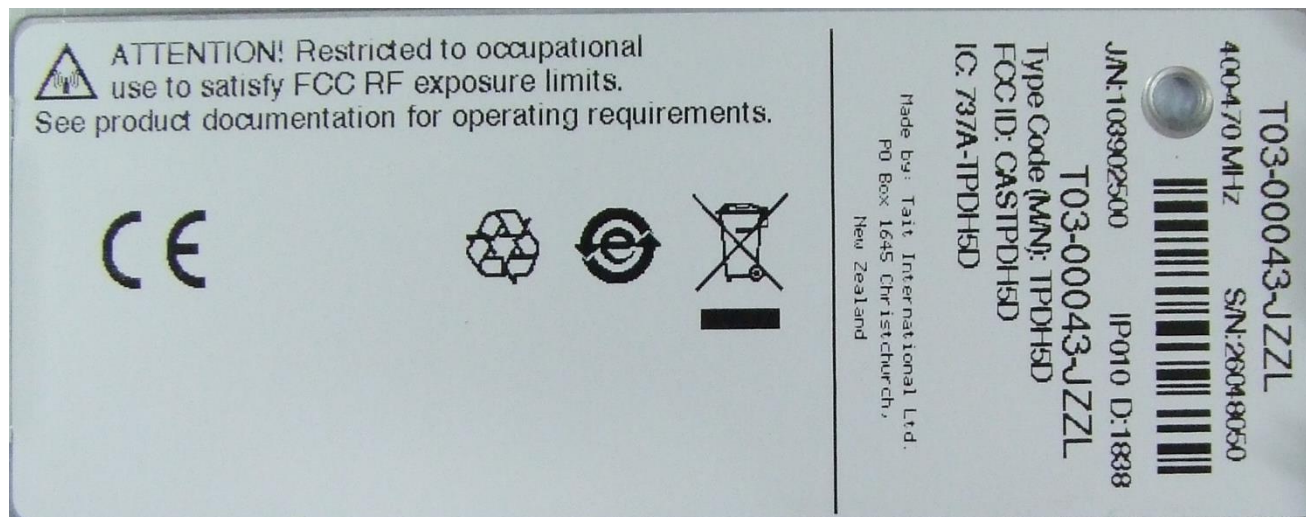 ATTENTION! Restricted to occupational
use to satisfy FCC RF exposure limits.
See product documentation for operating requirements.
CE
e
T03-00043-JZZL
400-470 MHz S/N:26048050
J/N:103902500 IP010 D:1838
T03-00043-JZZL
Type Code (M/N): TPDH5D
FCC ID: CASTPDH5D
IC: 737A-TPDH5D
Made by: Tait International Ltd.
PO Box 1645 Christchurch,
New Zealand